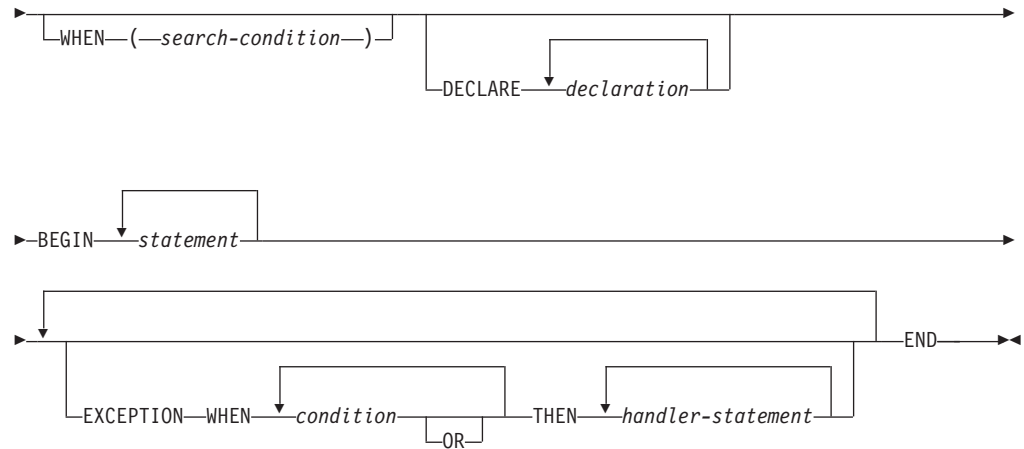 WHEN ( search-condition )
DECLARE declaration
BEGIN statement
END
EXCEPTION WHEN condition THEN handler-statement
OR